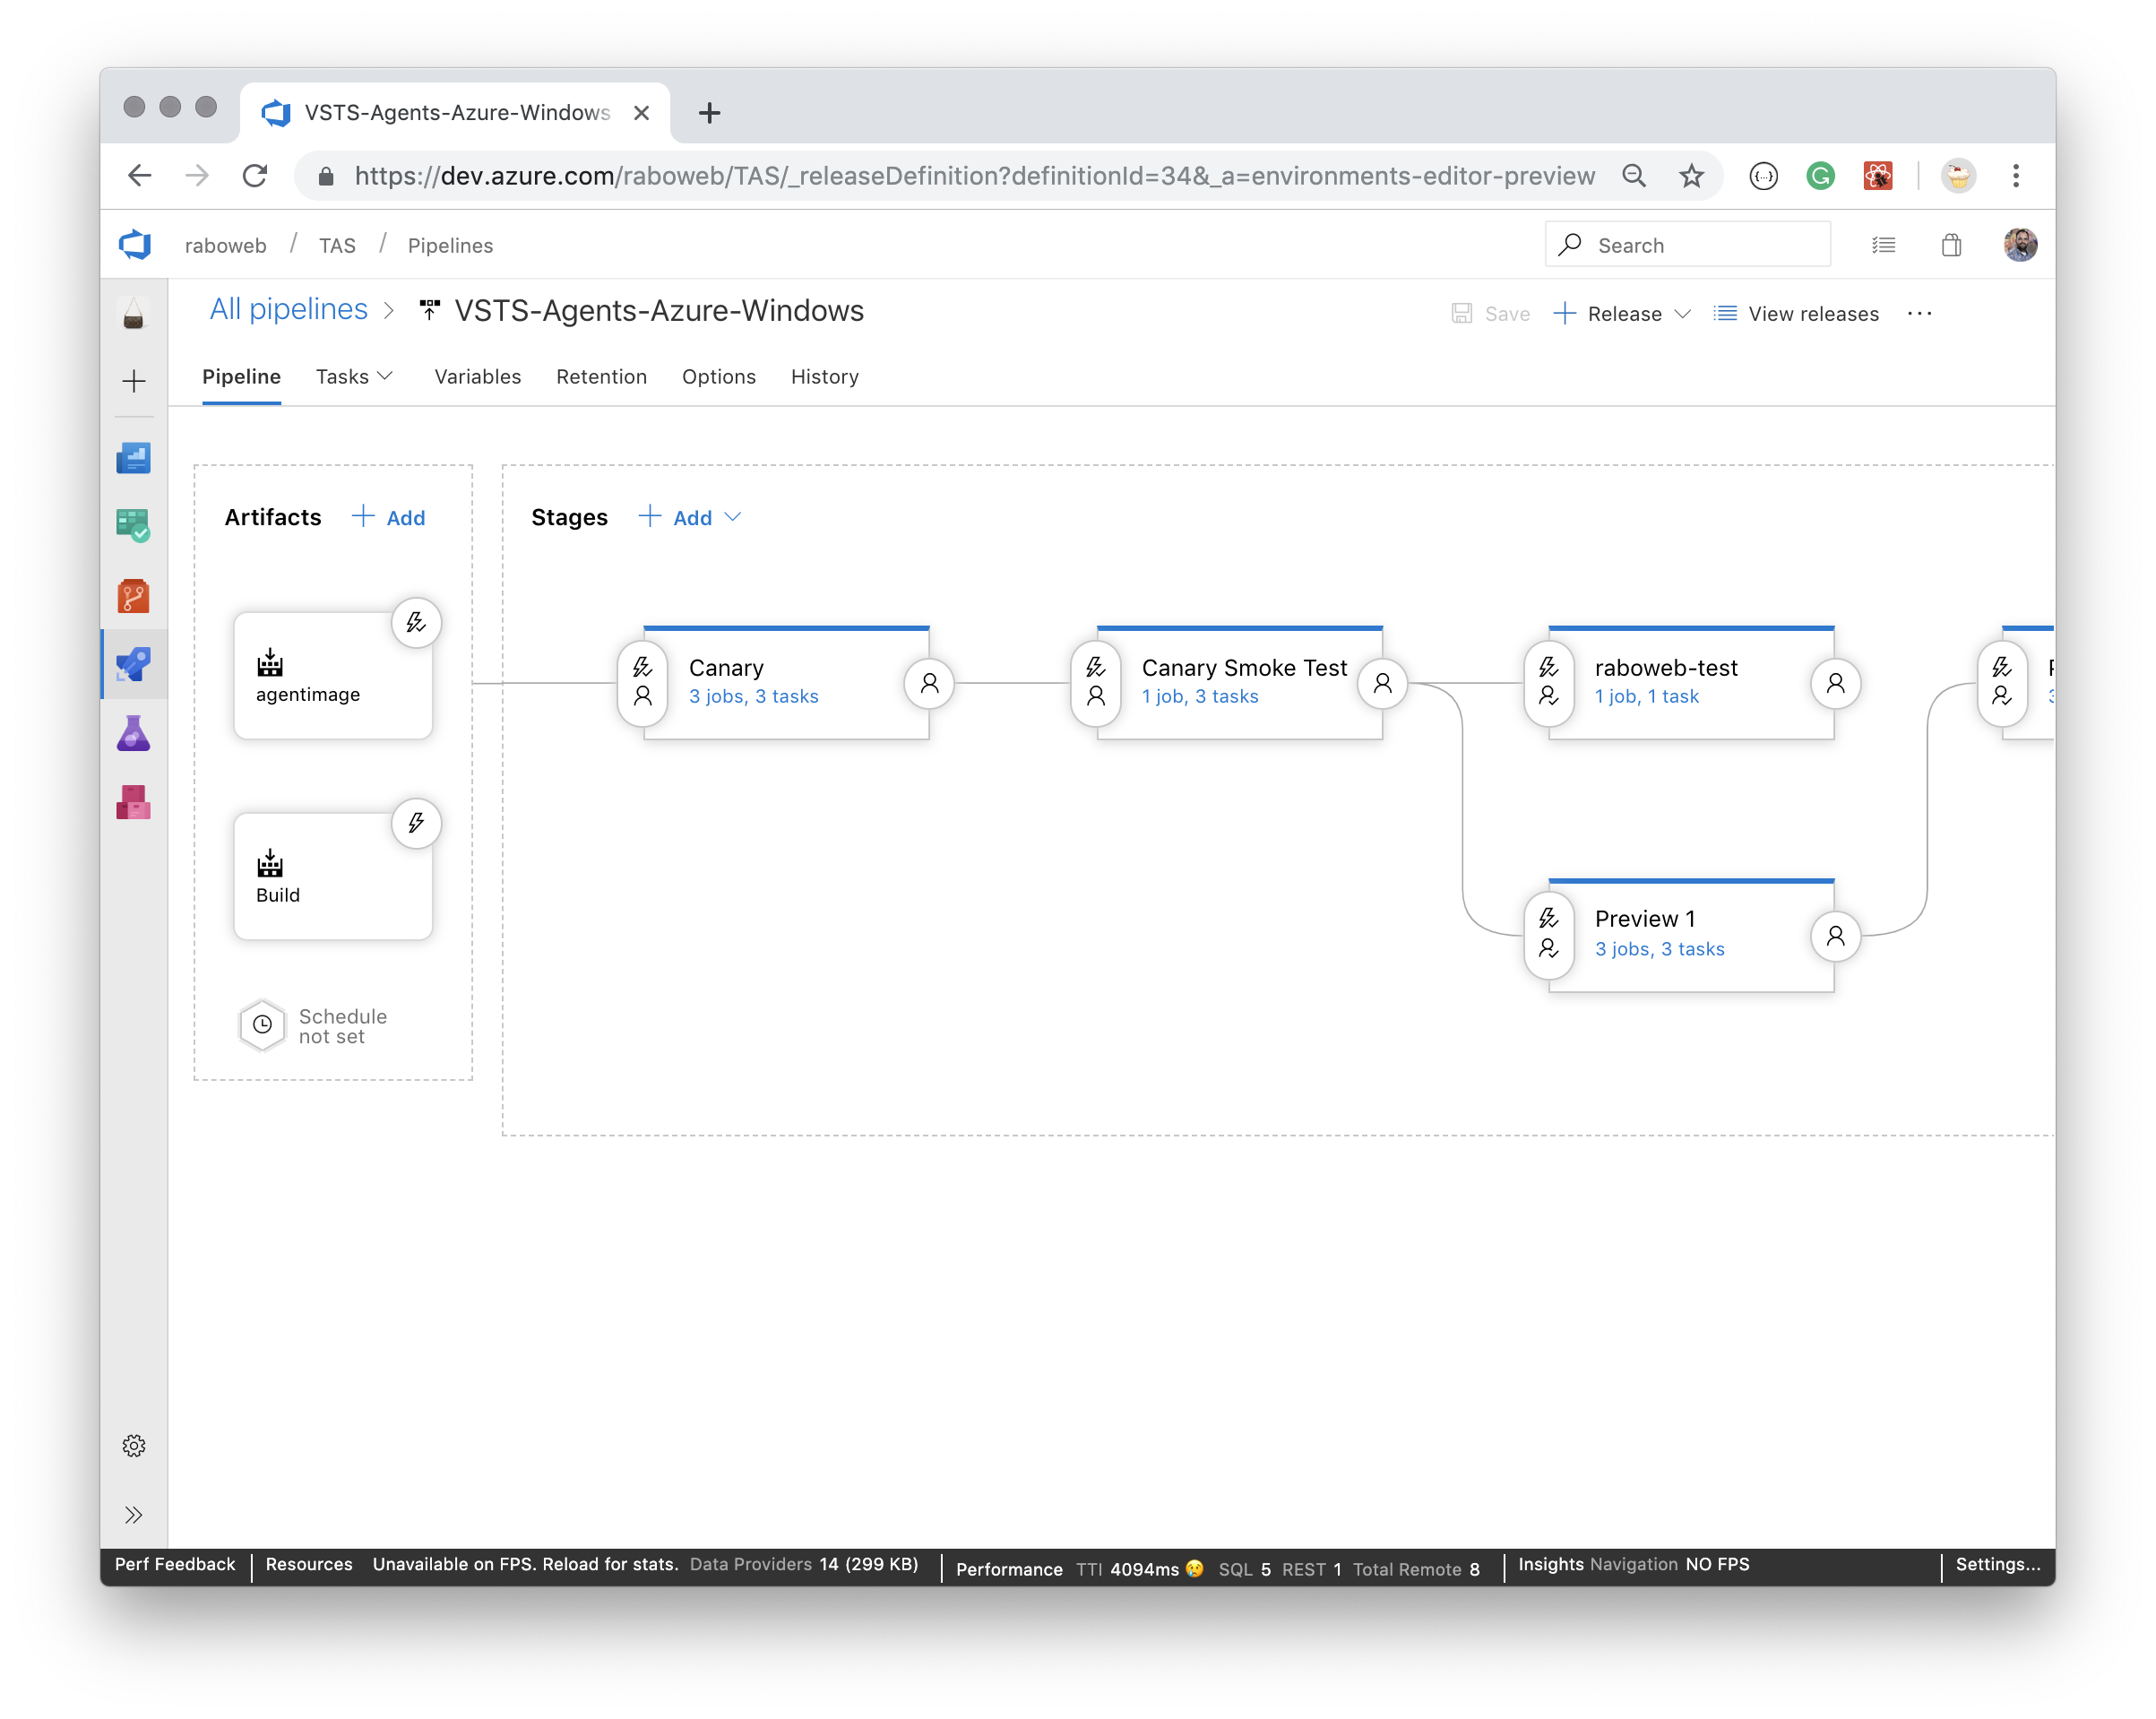 VSTS-Agents-Azure-Windows
https://dev.azure.com/raboweb/TAS/_releaseDefinition?definitionId=34&_a=environments-editor-preview
raboweb / TAS / Pipelines
Search
All pipelines > VSTS-Agents-Azure-Windows
Save
Release
View releases
Pipeline Tasks Variables Retention Options History
Artifacts + Add
Stages + Add
agentimage
Build
Schedule
not set
Canary
3 jobs, 3 tasks
Canary Smoke Test
1 job, 3 tasks
raboweb-test
1 job, 1 task
Preview 1
3 jobs, 3 tasks
Perf Feedback Resources Unavailable on FPS. Reload for stats. Data Providers 14 (299 KB) Performance TTI 4094ms 😢 SQL 5 REST 1 Total Remote 8 Insights Navigation NO FPS Settings...